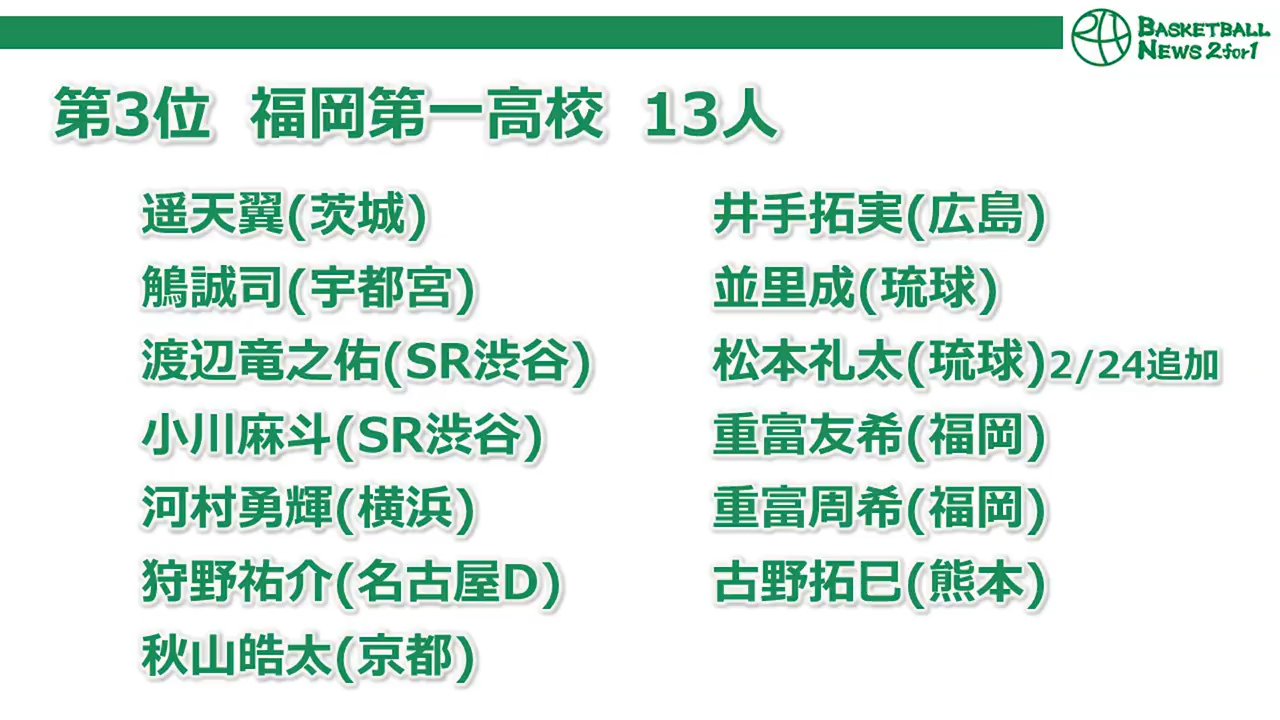 BASKETBALL
NEWS 2for1
第3位 福岡第一高校 13人
遥天翼(茨城)
鵤誠司(宇都宮)
渡辺竜之佑(SR渋谷)
小川麻斗(SR渋谷)
河村勇輝(横浜)
狩野祐介(名古屋D)
秋山皓太(京都)
井手拓実(広島)
並里成(琉球)
松本礼太(琉球)2/24追加
重富友希(福岡)
重富周希(福岡)
古野拓巳(熊本)